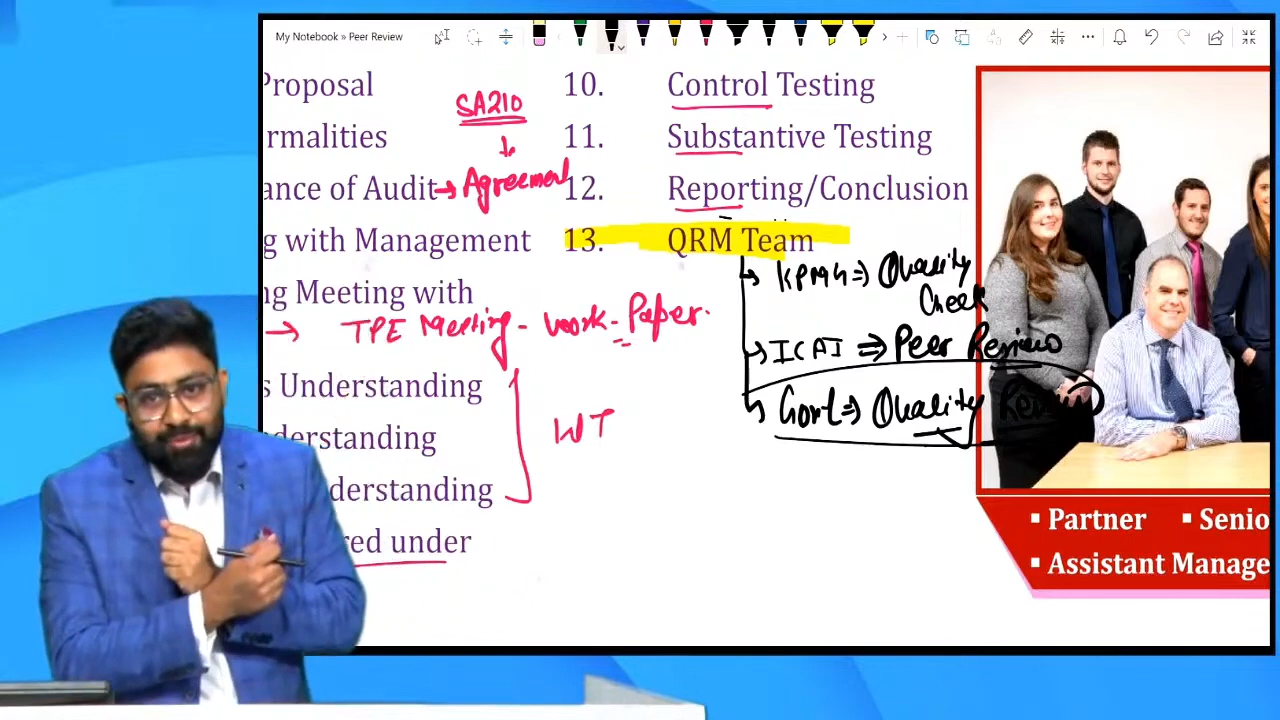 My Notebook » Peer Review
Proposal
rmalities
ance of Audit
g with Management
ng Meeting with
s Understanding
derstanding
derstanding
red under
SA210
Agreement
TPE Meeting - Work - Paper.
WT
10. Control Testing
11. Substantive Testing
12. Reporting/Conclusion
13. QRM Team
KPMG ⇒ Quality
Check
ICAI ⇒ Peer Review
Govt ⇒ Quality Review
▪ Partner ▪ Senio
▪ Assistant Manage